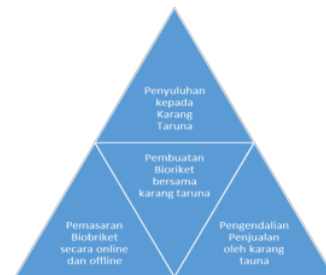 Penyuluhan
kepada
Karang
Taruna
Pembuatan
Bioriket
bersama
karang taruna
Pemasaran
Biobriket
secara online
dan offline
Pengendalian
Penjualan
oleh karang
tauna